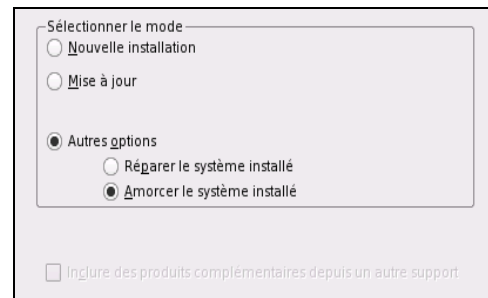 Sélectionner le mode
Nouvelle installation
Mise à jour
Autres options
Réparer le système installé
Amorcer le système installé
Inclure des produits complémentaires depuis un autre support